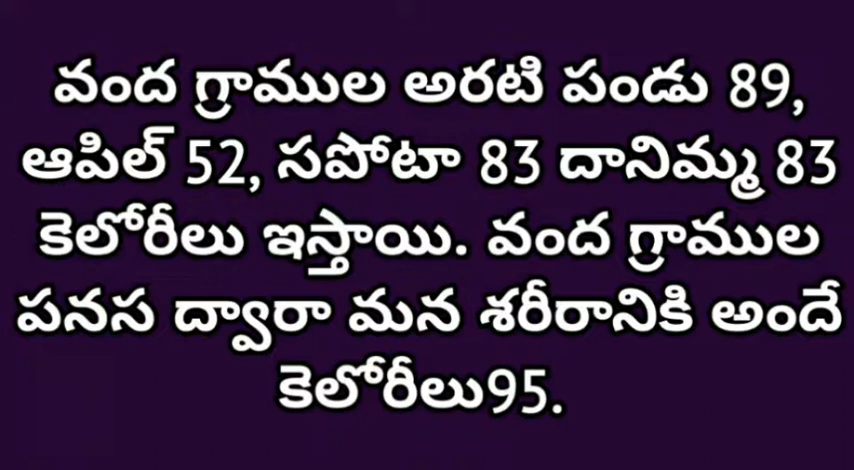 వంద గ్రాముల అరటి పండు 89,
ఆపిల్ 52, సపోటా 83 దానిమ్మ 83
కెలోరీలు ఇస్తాయి. వంద గ్రాముల
పనస ద్వారా మన శరీరానికి అందే
కెలోరీలు95.